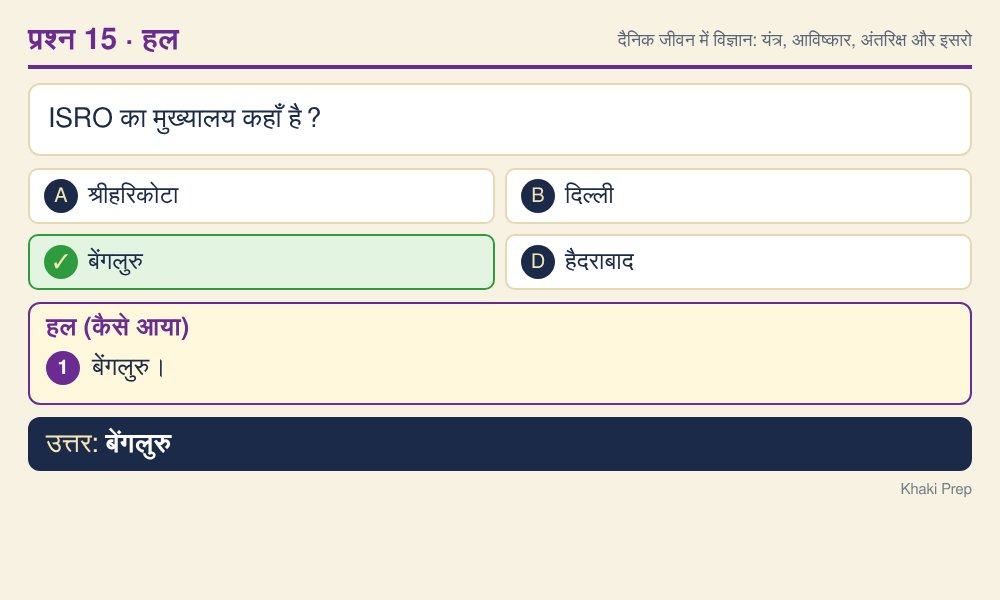 प्रश्न 15 · हल
दैनिक जीवन में विज्ञान: यंत्र, आविष्कार, अंतरिक्ष और इसरो
ISRO का मुख्यालय कहाँ है ?
A श्रीहरिकोटा
B दिल्ली
✓ बेंगलुरु
D हैदराबाद
हल (कैसे आया)
1 बेंगलुरु ।
उत्तर: बेंगलुरु
Khaki Prep